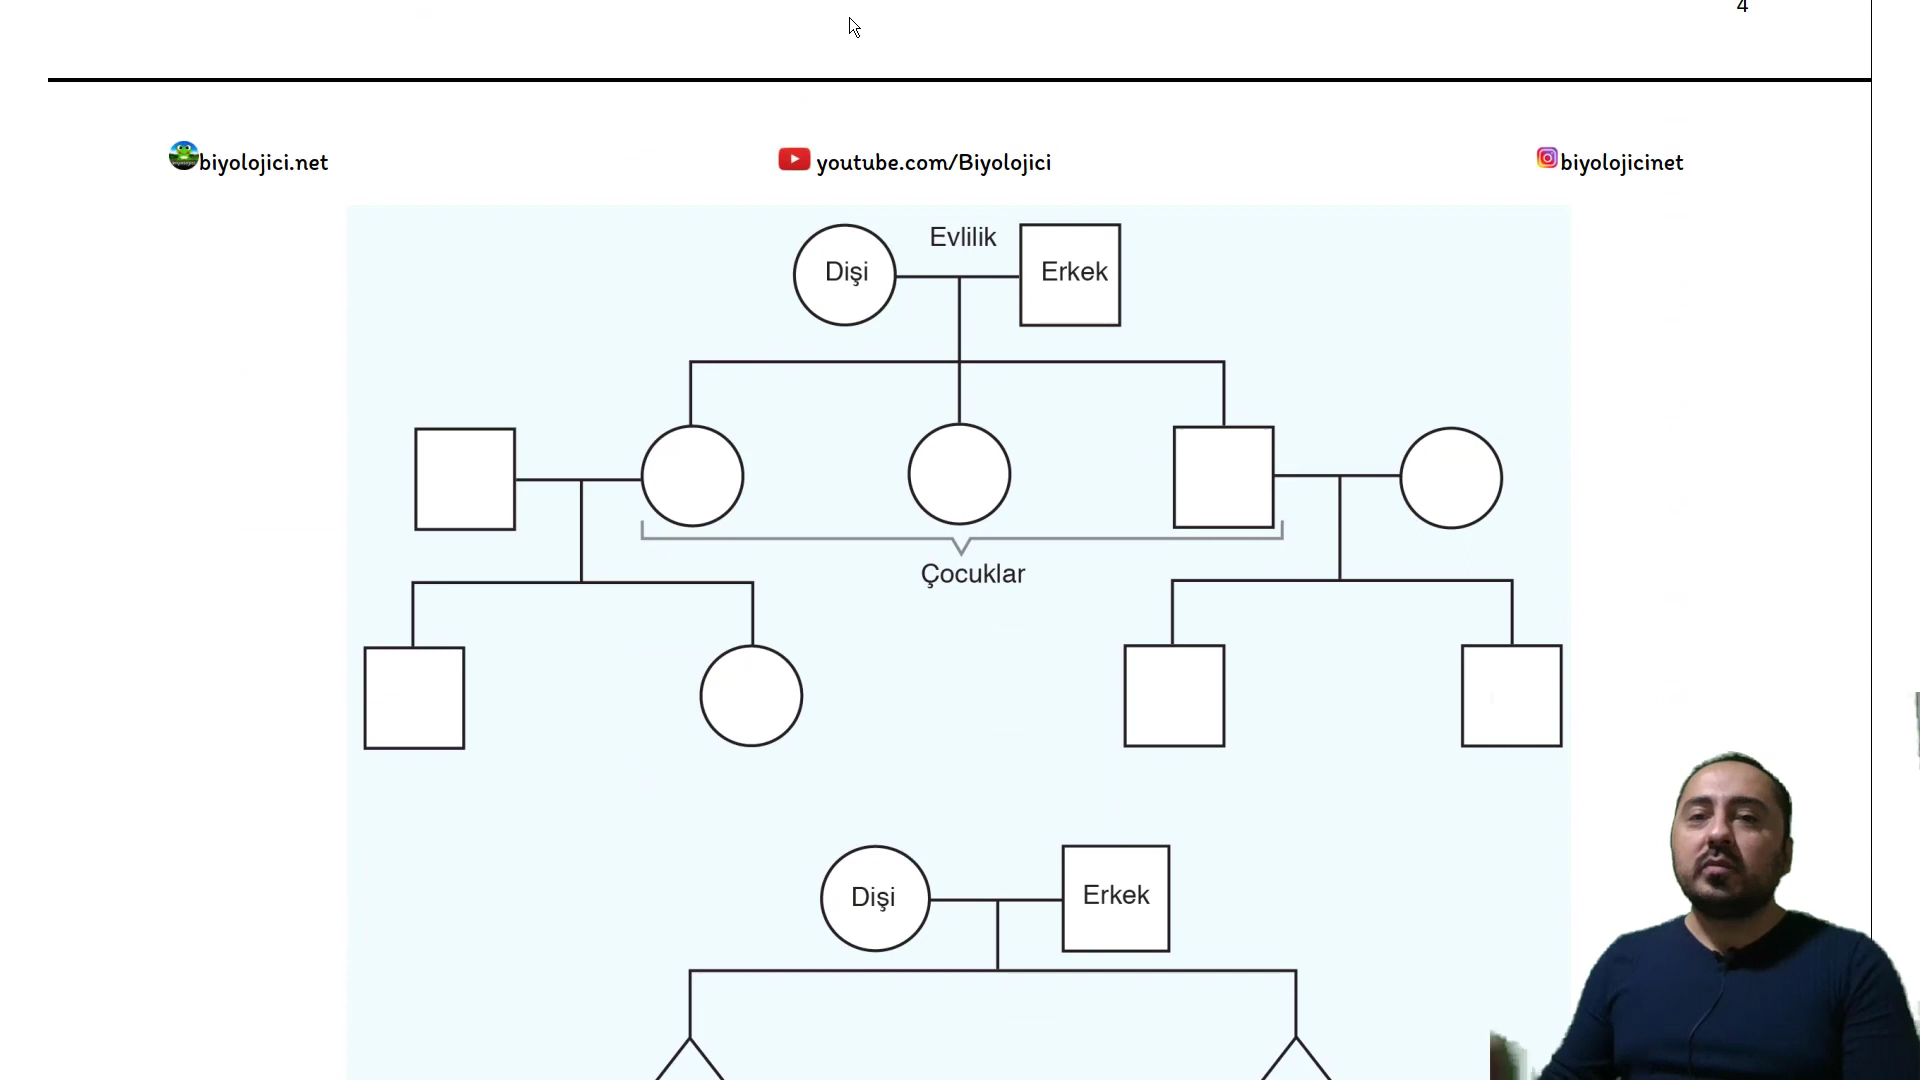 4
biyolojici.net
youtube.com/Biyolojici
biyolojicinet
Evlilik
Dişi
Erkek
Çocuklar
Dişi
Erkek